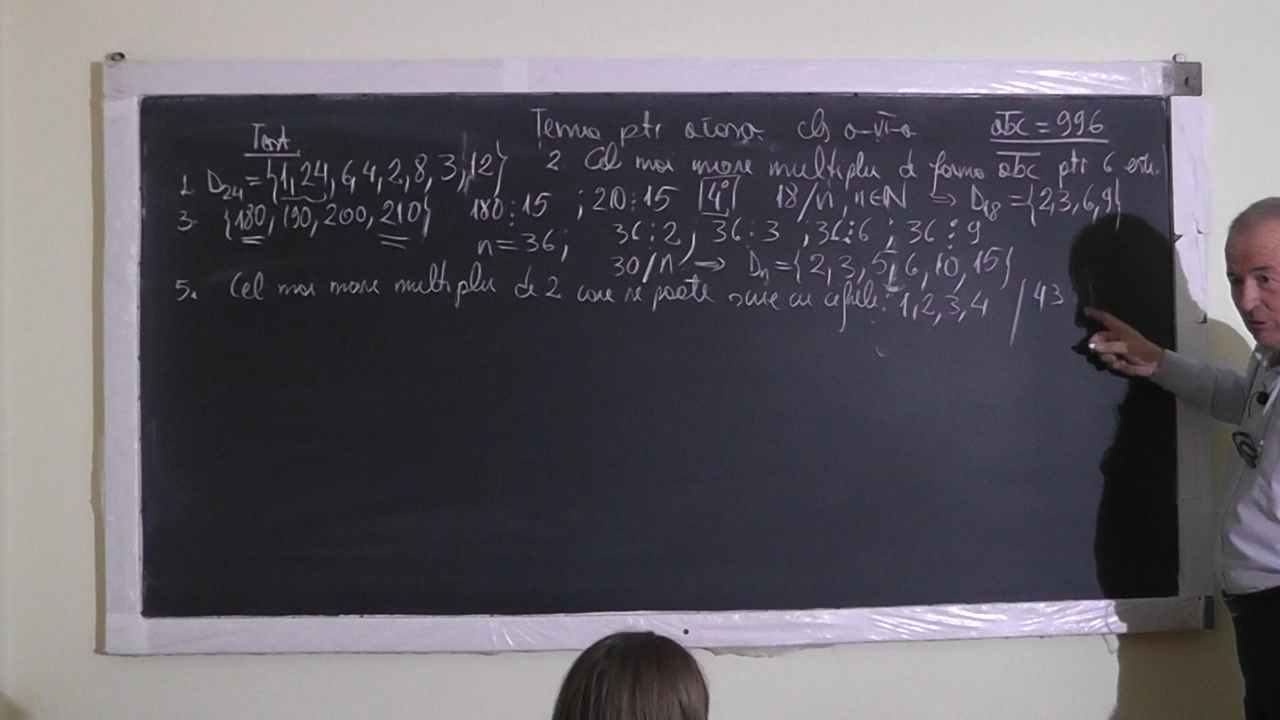 Tema ptr acasa cls a-VI-a
Test
1. D₂₄={1,24,6,4,2,8,3,12} 2. Cel mai mare multiplu de forma abc ptr 6 este. abc = 996
3. {180, 190, 200, 210} 180:15 ; 210:15 4° 18/n, n∈N ⇒ D₁₈={2,3,6,9}
n=36; 36:2, 36:3 ; 36:6 ; 36:9
30/n → Dₙ={2,3,5,6,10,15}
5. Cel mai mare multiplu de 2 care se poate scrie cu cifrele: 1,2,3,4 / 43